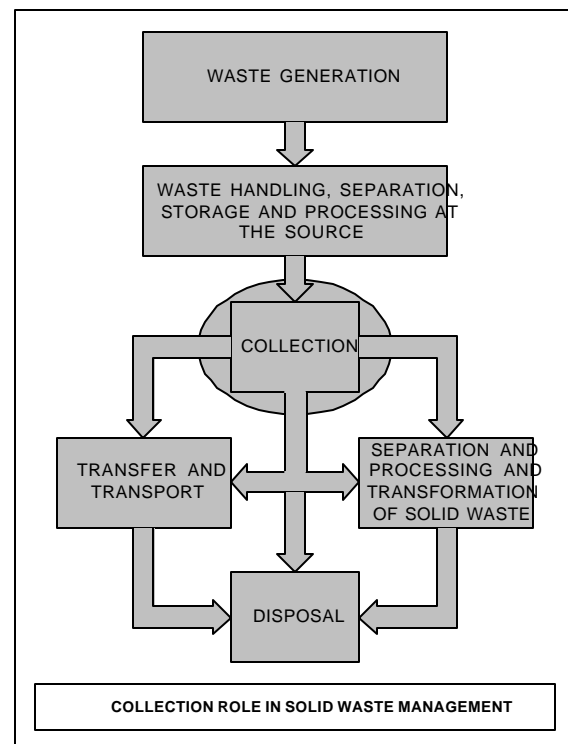 WASTE GENERATION
WASTE HANDLING, SEPARATION,
STORAGE AND PROCESSING AT
THE SOURCE
COLLECTION
TRANSFER AND
TRANSPORT
SEPARATION AND
PROCESSING AND
TRANSFORMATION
OF SOLID WASTE
DISPOSAL
COLLECTION ROLE IN SOLID WASTE MANAGEMENT